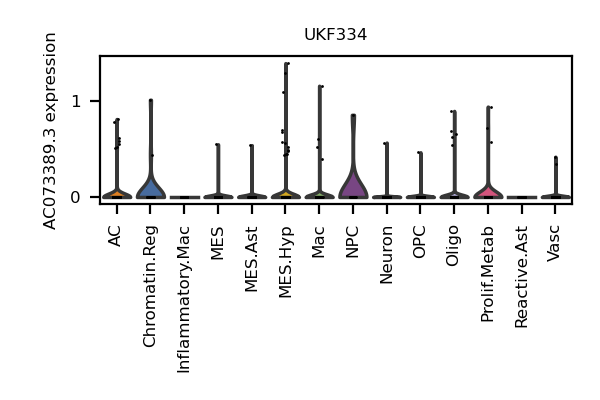 UKF334
AC073389.3 expression
1
0
AC
Chromatin.Reg
Inflammatory.Mac
MES
MES.Ast
MES.Hyp
Mac
NPC
Neuron
OPC
Oligo
Prolif.Metab
Reactive.Ast
Vasc